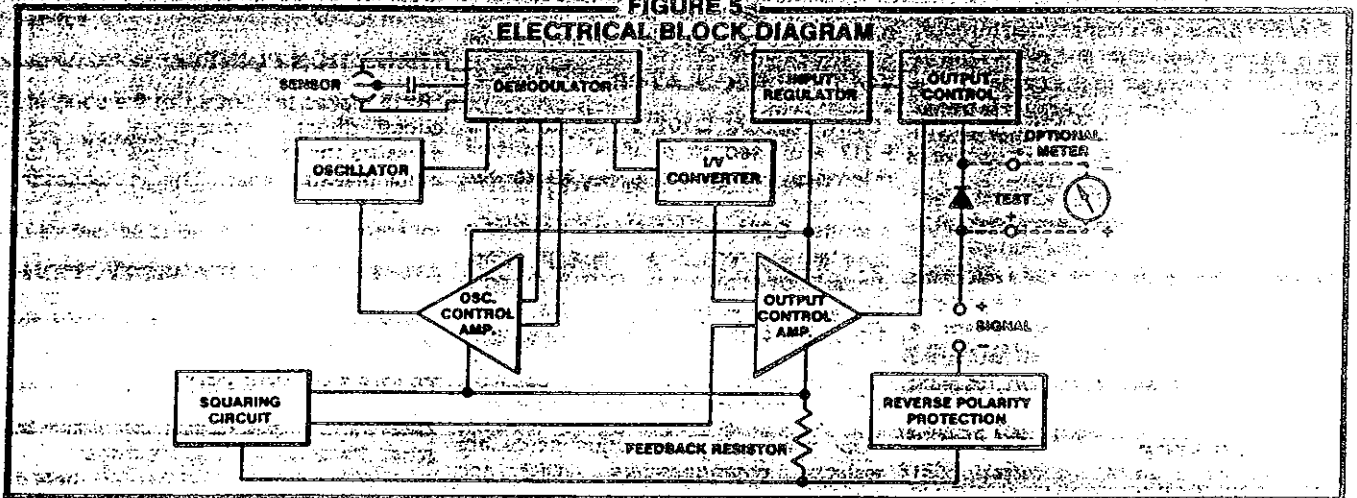 FIGURE 5
ELECTRICAL BLOCK DIAGRAM
SENSOR
DEMODULATOR
INPUT
REGULATOR
OUTPUT
CONTROL
OPTIONAL
METER
OSCILLATOR
I/V
CONVERTER
TEST
+
-
+
OSC.
CONTROL
AMP.
OUTPUT
CONTROL
AMP.
+
SIGNAL
-
SQUARING
CIRCUIT
REVERSE POLARITY
PROTECTION
FEEDBACK RESISTOR